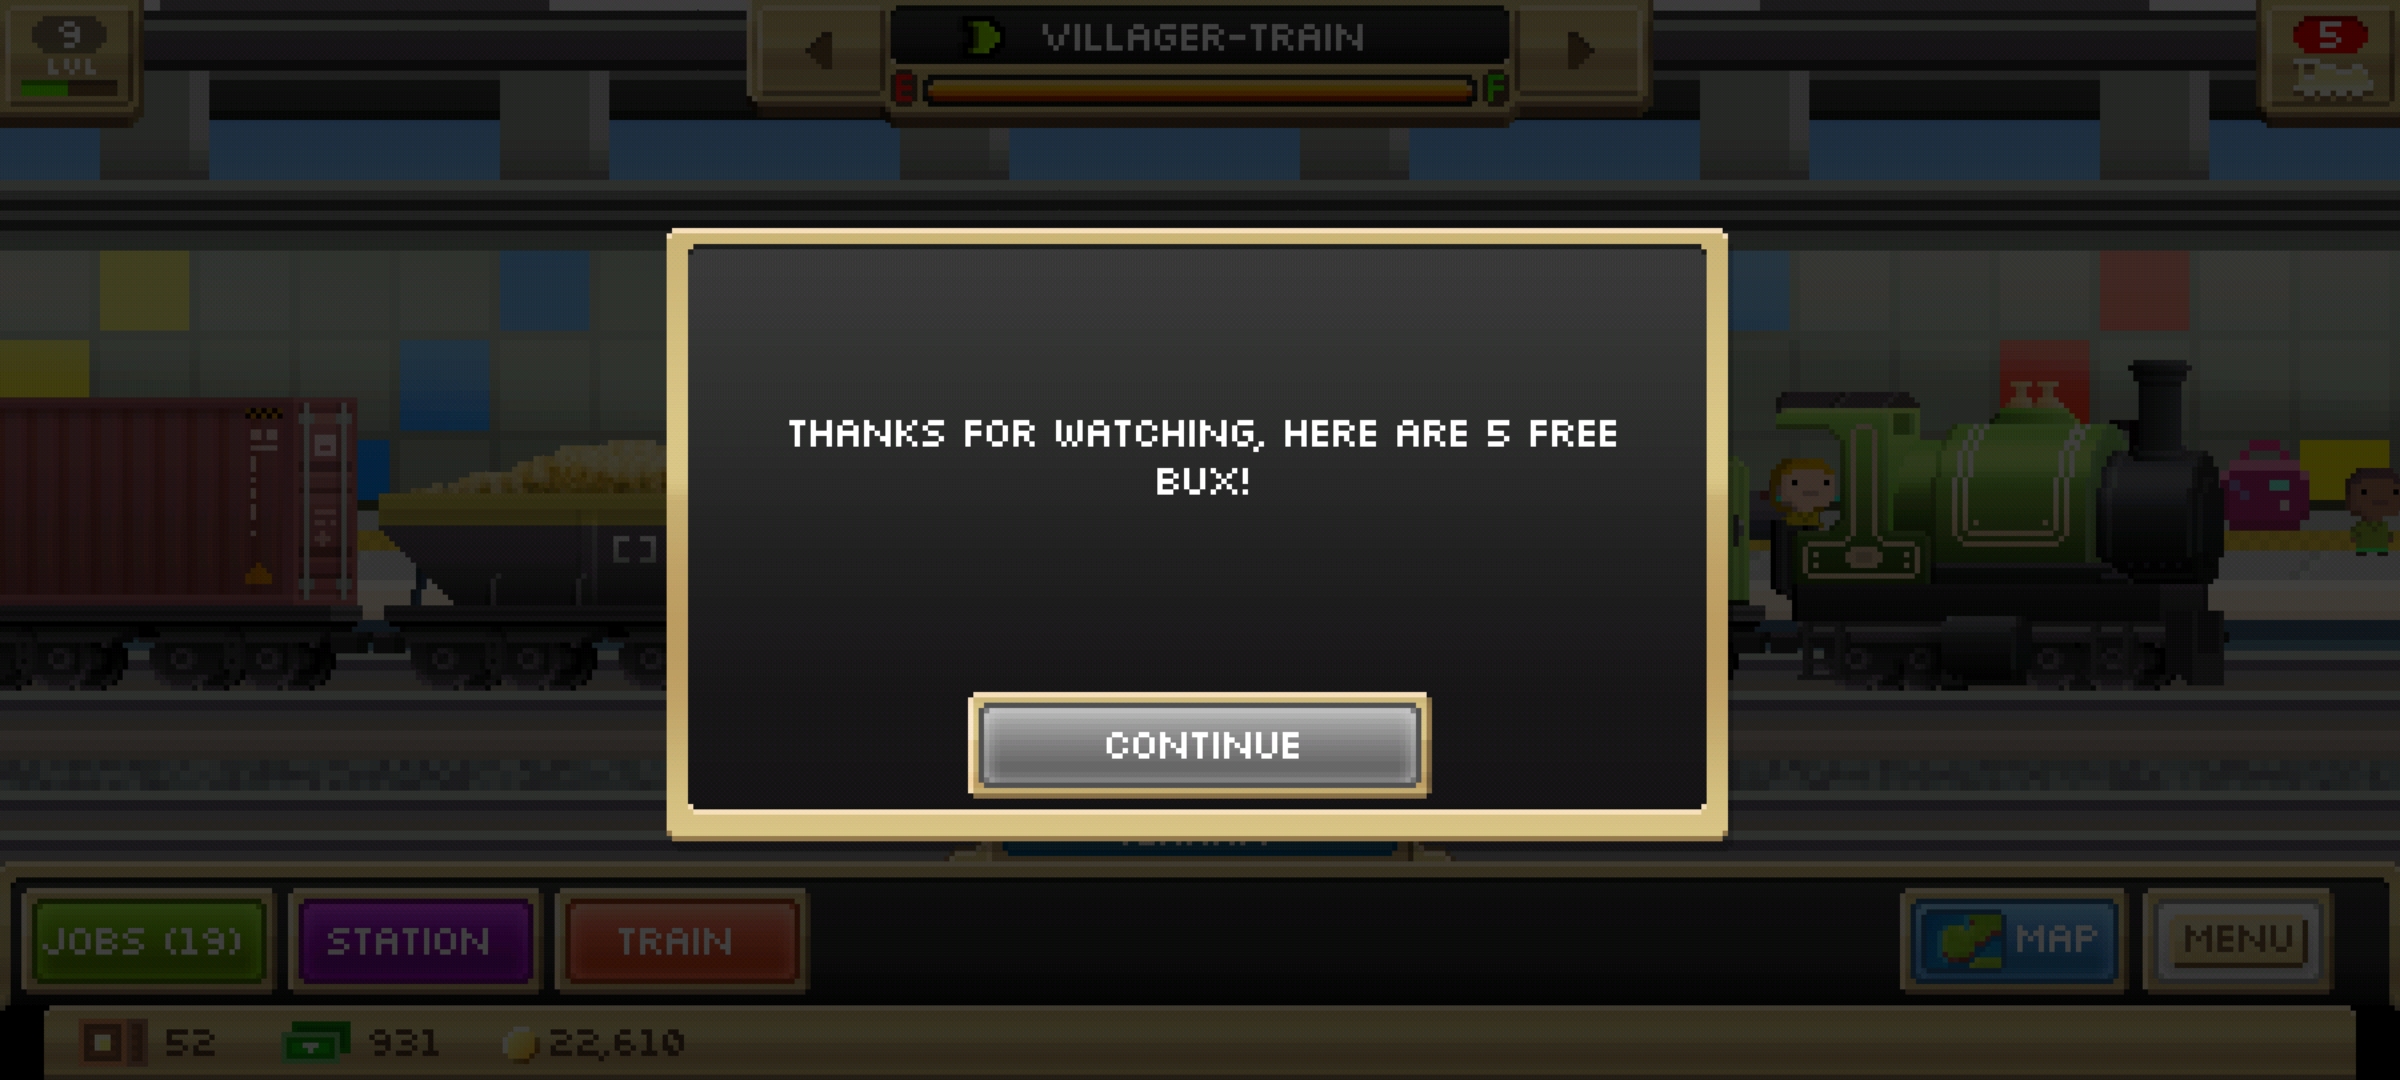 9
LVL
VILLAGER-TRAIN
E
F
5
THANKS FOR WATCHING, HERE ARE 5 FREE
BUX!
CONTINUE
JOBS (19)
STATION
TRAIN
MAP
MENU
52
931
22,610